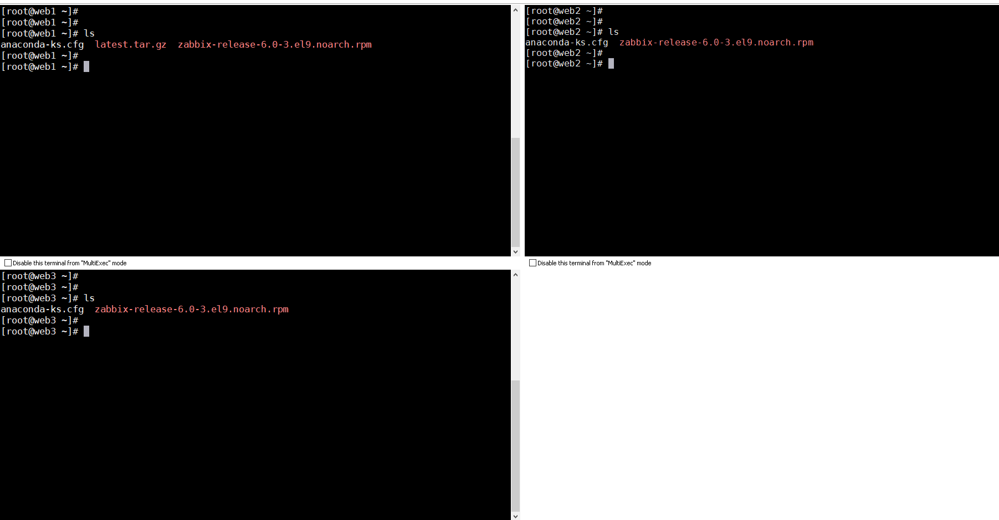 [root@web1 ~]#
[root@web1 ~]#
[root@web1 ~]# ls
anaconda-ks.cfg  latest.tar.gz  zabbix-release-6.0-3.el9.noarch.rpm
[root@web1 ~]#
[root@web1 ~]#
Disable this terminal from "MultiExec" mode
[root@web2 ~]#
[root@web2 ~]#
[root@web2 ~]# ls
anaconda-ks.cfg  zabbix-release-6.0-3.el9.noarch.rpm
[root@web2 ~]#
[root@web2 ~]#
Disable this terminal from "MultiExec" mode
[root@web3 ~]#
[root@web3 ~]#
[root@web3 ~]# ls
anaconda-ks.cfg  zabbix-release-6.0-3.el9.noarch.rpm
[root@web3 ~]#
[root@web3 ~]#